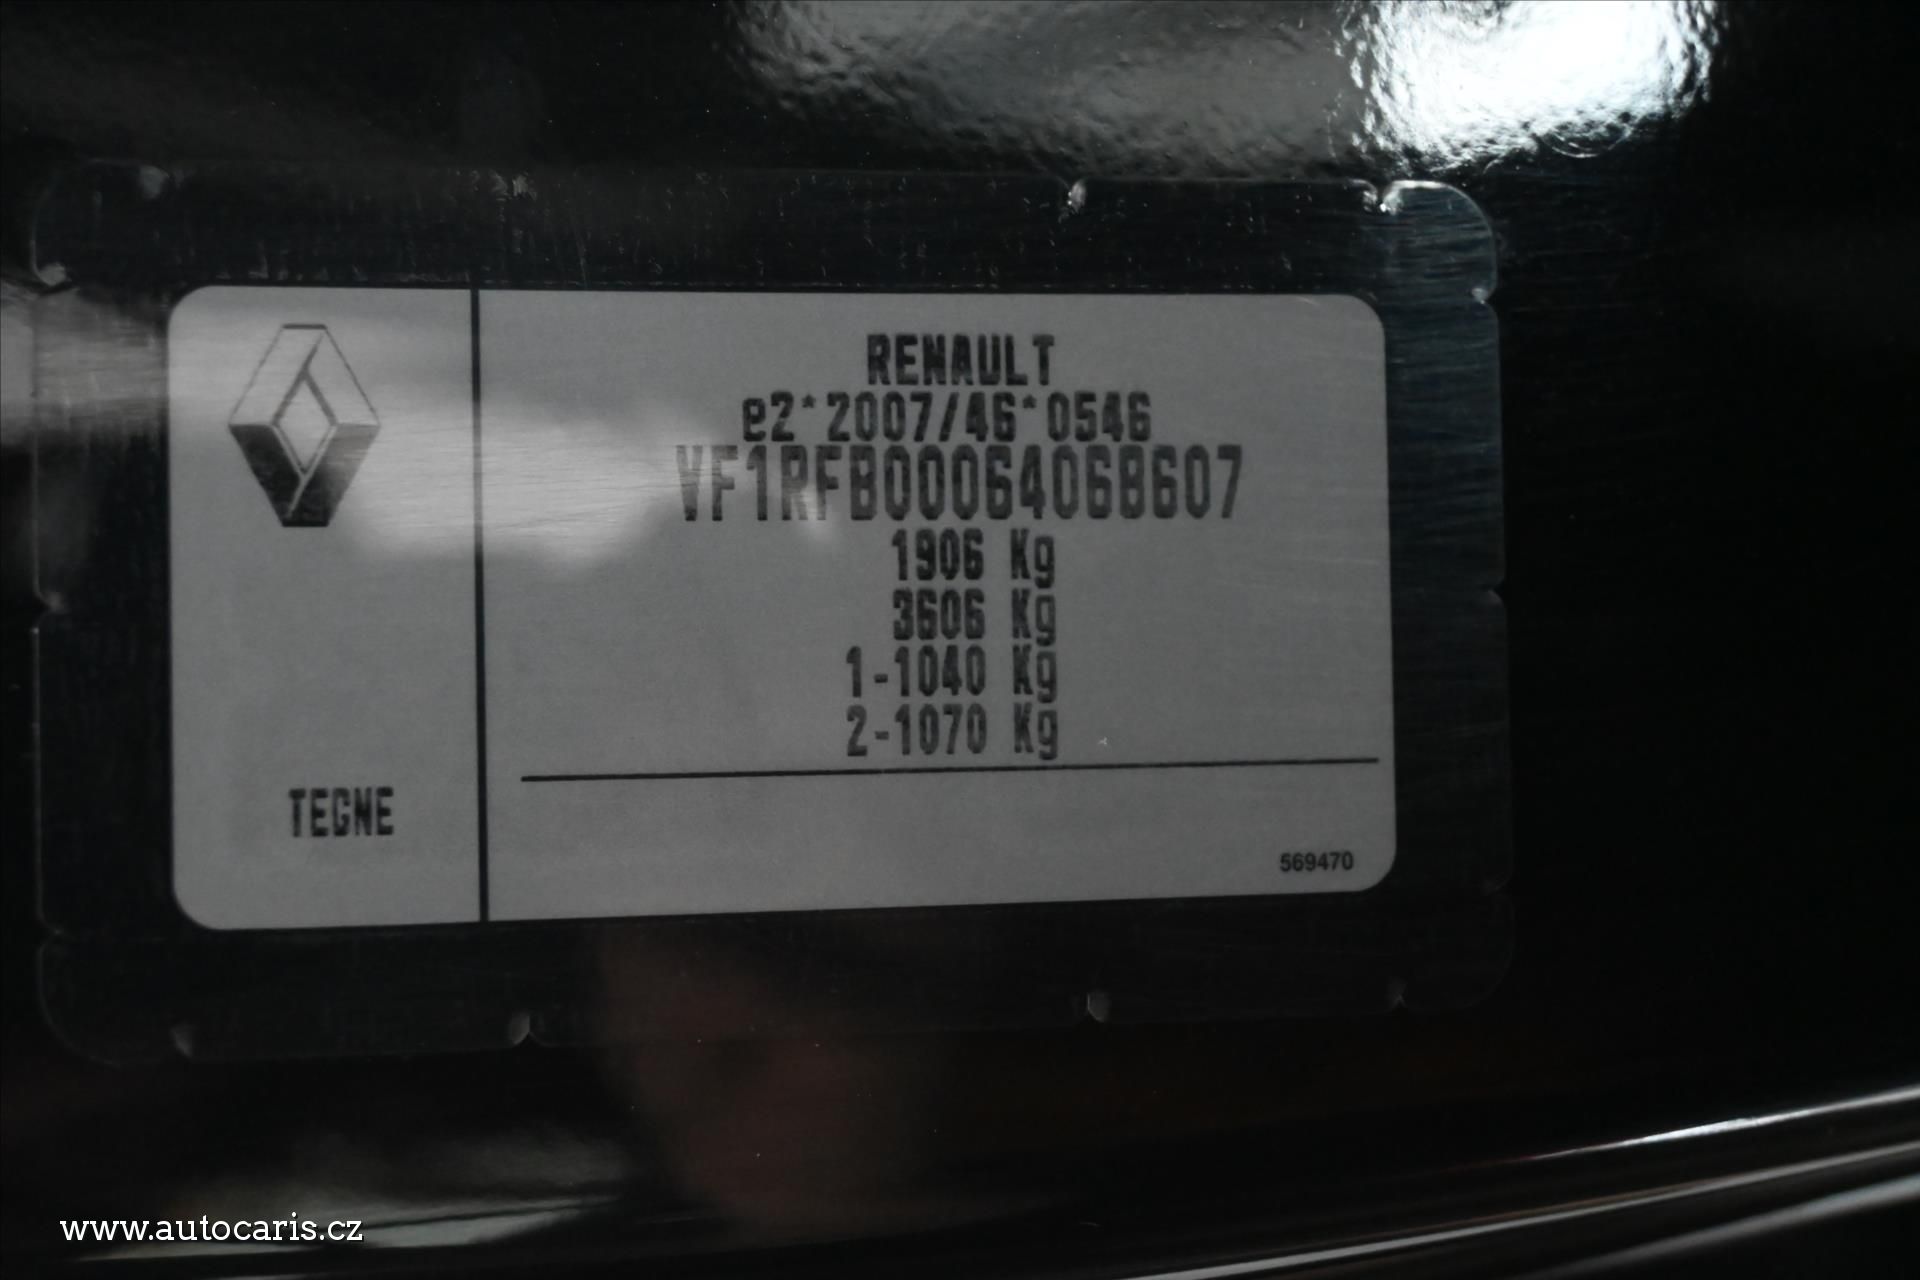 RENAULT
e2*2007/46*0546
VF1RFB00064068607
1906 Kg
3606 Kg
1-1040 Kg
2-1070 Kg
TEGNE
569470
www.autocaris.cz